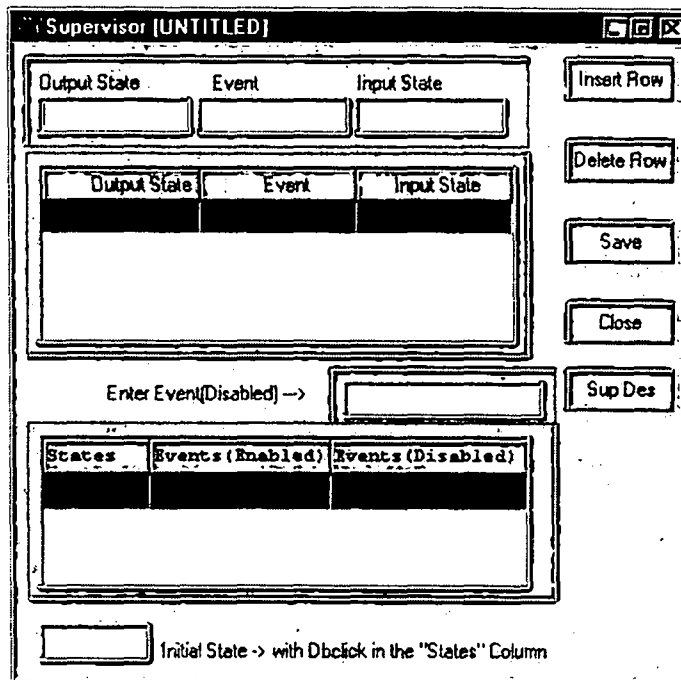 Supervisor [UNTITLED]
Output State Event Input State
Insert Row
Delete Row
Output State Event Input State
Save
Close
Enter Event(Disabled) -->
Sup Des
States Events(Enabled) Events(Disabled)
Initial State -> with Dbclick in the "States" Column